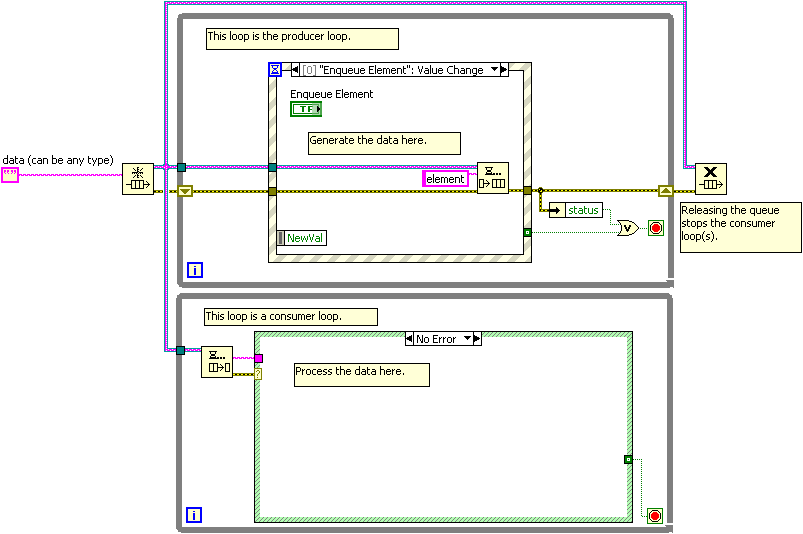 This loop is the producer loop.
[0] "Enqueue Element": Value Change
Enqueue Element
TF
Generate the data here.
data (can be any type)
element
status
V
Releasing the queue
stops the consumer
loop(s).
NewVal
i
This loop is a consumer loop.
No Error
?
Process the data here.
i